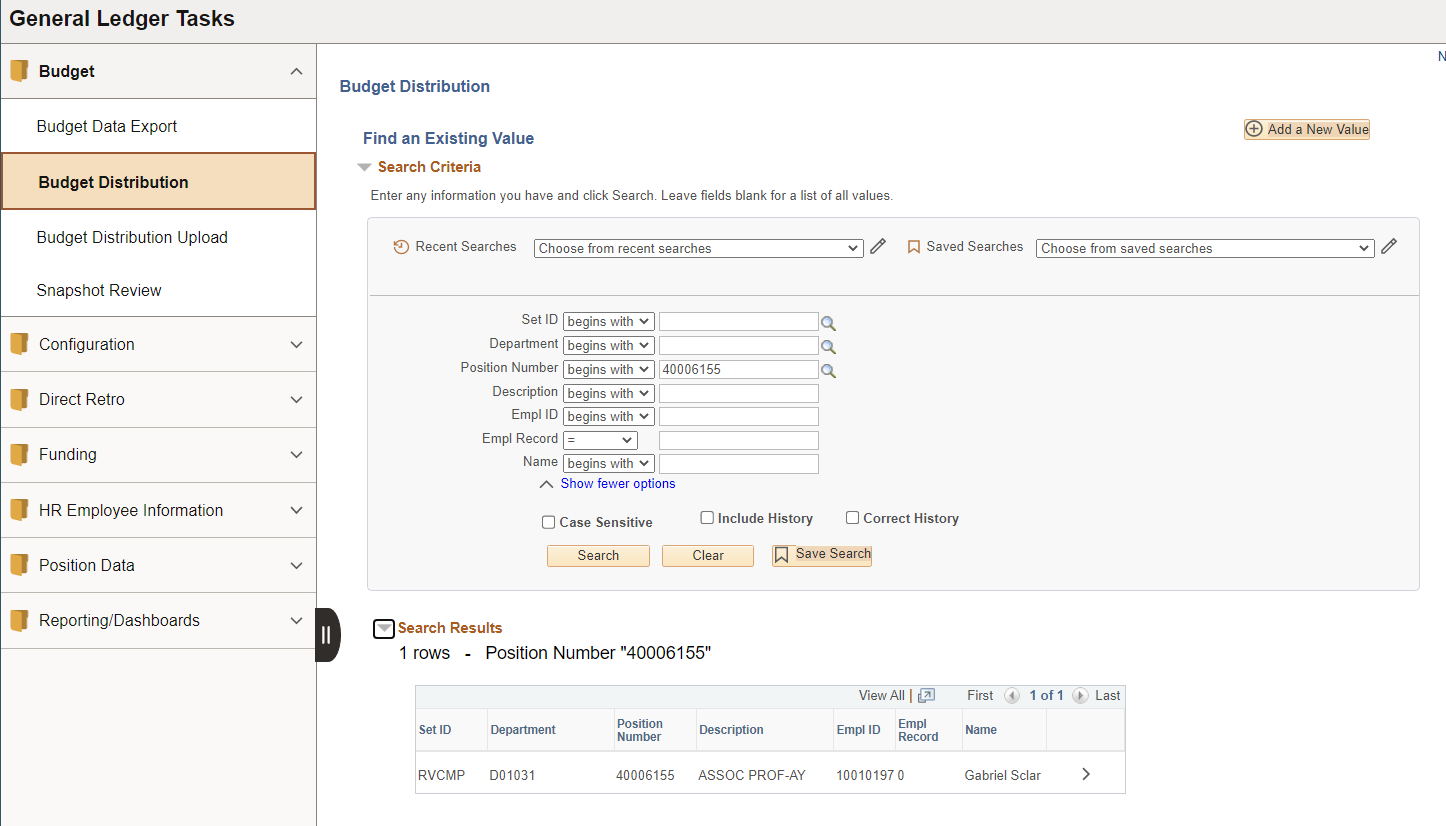 General Ledger Tasks
Budget
Budget Data Export
Budget Distribution
Budget Distribution Upload
Snapshot Review
Configuration
Direct Retro
Funding
HR Employee Information
Position Data
Reporting/Dashboards
N
Budget Distribution
Find an Existing Value
Add a New Value
Search Criteria
Enter any information you have and click Search. Leave fields blank for a list of all values.
Recent Searches Choose from recent searches Saved Searches Choose from saved searches
Set ID begins with
Department begins with
Position Number begins with 40006155
Description begins with
Empl ID begins with
Empl Record =
Name begins with
Show fewer options
Case Sensitive Include History Correct History
Search Clear Save Search
Search Results
1 rows - Position Number "40006155"
View All | First 1 of 1 Last
Set ID Department Position Number Description Empl ID Empl Record Name
RVCMP D01031 40006155 ASSOC PROF-AY 10010197 0 Gabriel Sclar